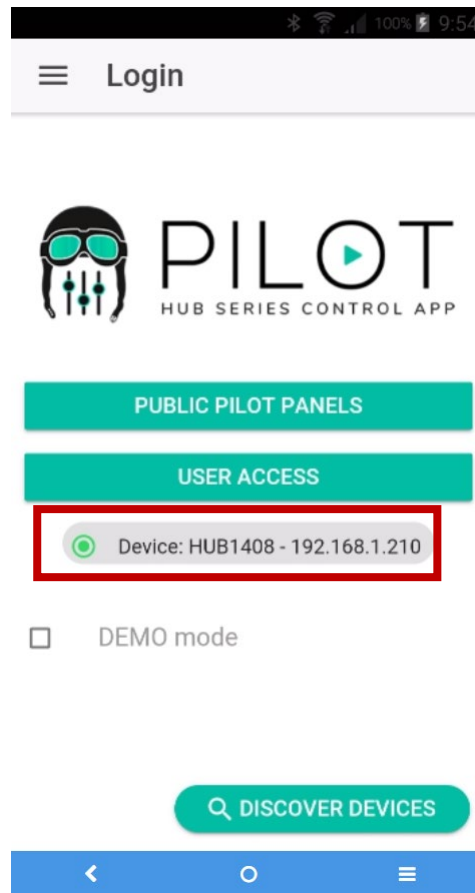 100% 9:54
Login
PILOT
HUB SERIES CONTROL APP
PUBLIC PILOT PANELS
USER ACCESS
Device: HUB1408 - 192.168.1.210
DEMO mode
DISCOVER DEVICES